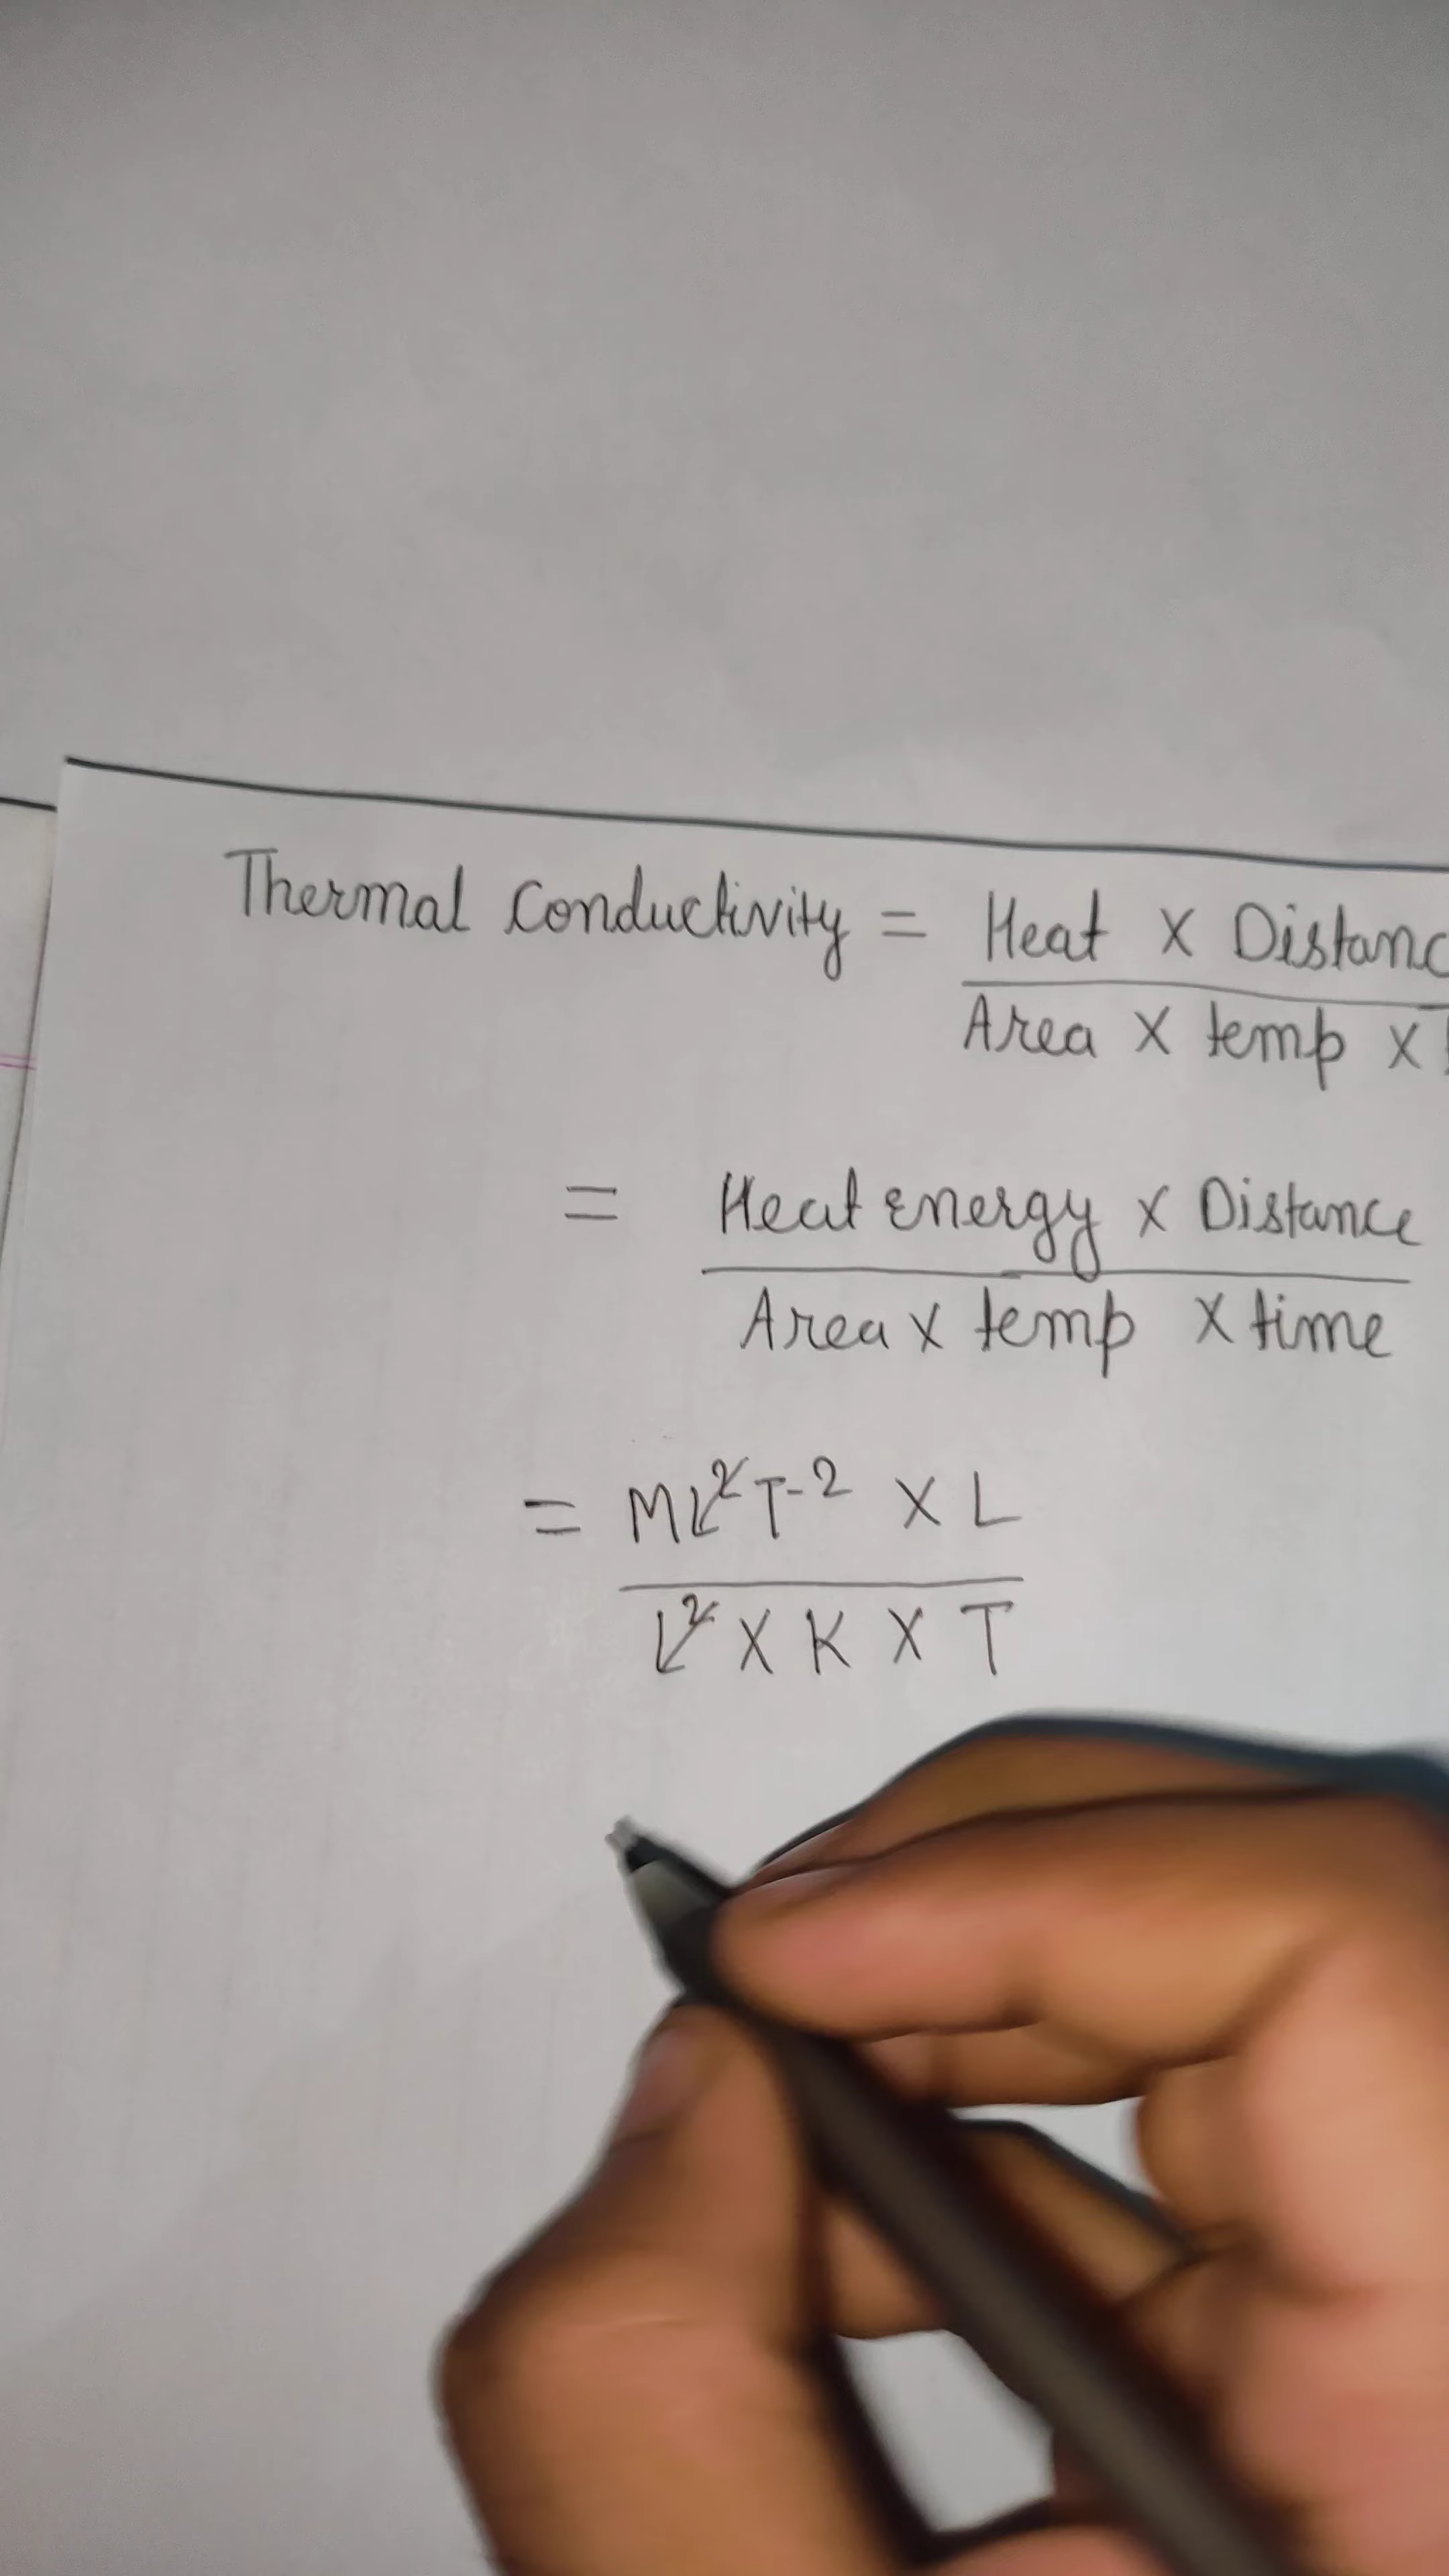 Thermal Conductivity = Heat X Distanc
Area X temp X
= Heat energy X Distance
Area X temp X time
= ML²T-2 X L
L² X K X T